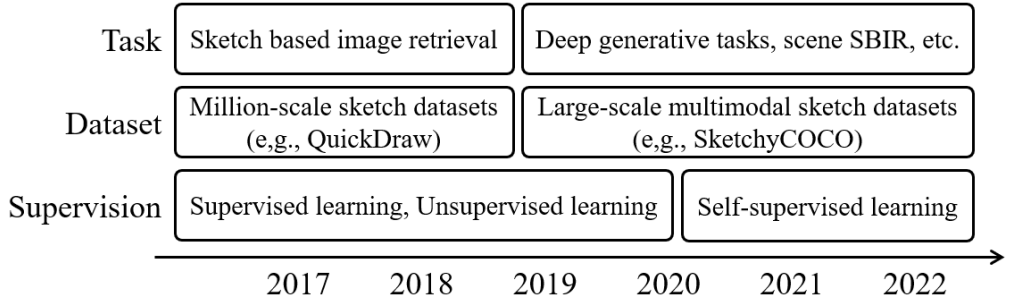 Task
Sketch based image retrieval
Deep generative tasks, scene SBIR, etc.
Dataset
Million-scale sketch datasets
(e,g., QuickDraw)
Large-scale multimodal sketch datasets
(e,g., SketchyCOCO)
Supervision
Supervised learning, Unsupervised learning
Self-supervised learning
2017 2018 2019 2020 2021 2022